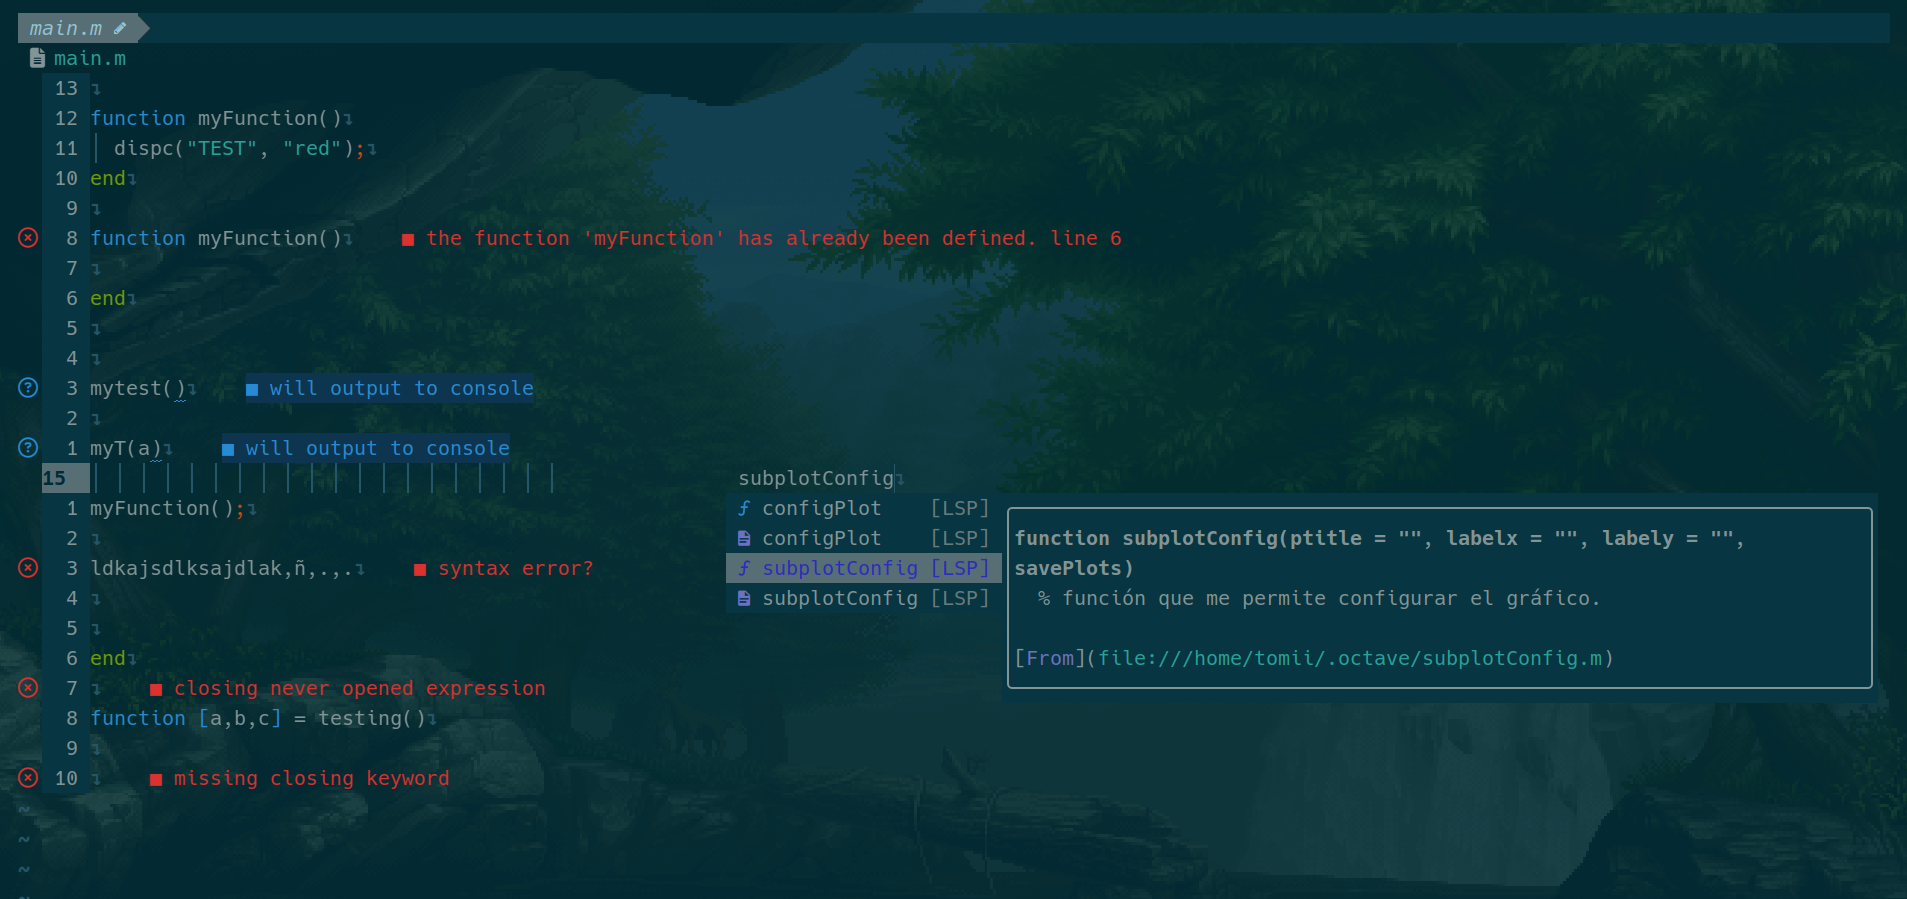 main.m
main.m
13
12 function myFunction()
11 dispc("TEST", "red");
10 end
9
8 function myFunction() ■ the function 'myFunction' has already been defined. line 6
7
6 end
5
4
3 mytest() ■ will output to console
2
1 myT(a) ■ will output to console
15 subplotConfig
1 myFunction();
2
3 ldkajsdlksajdlak,ñ,.,. ■ syntax error?
4
5
6 end
7 ■ closing never opened expression
8 function [a,b,c] = testing()
9
10 ■ missing closing keyword
~
~
~
configPlot [LSP]
configPlot [LSP]
subplotConfig [LSP]
subplotConfig [LSP]
function subplotConfig(ptitle = "", labelx = "", labely = "",
savePlots)
% función que me permite configurar el gráfico.
[From](file:///home/tomii/.octave/subplotConfig.m)